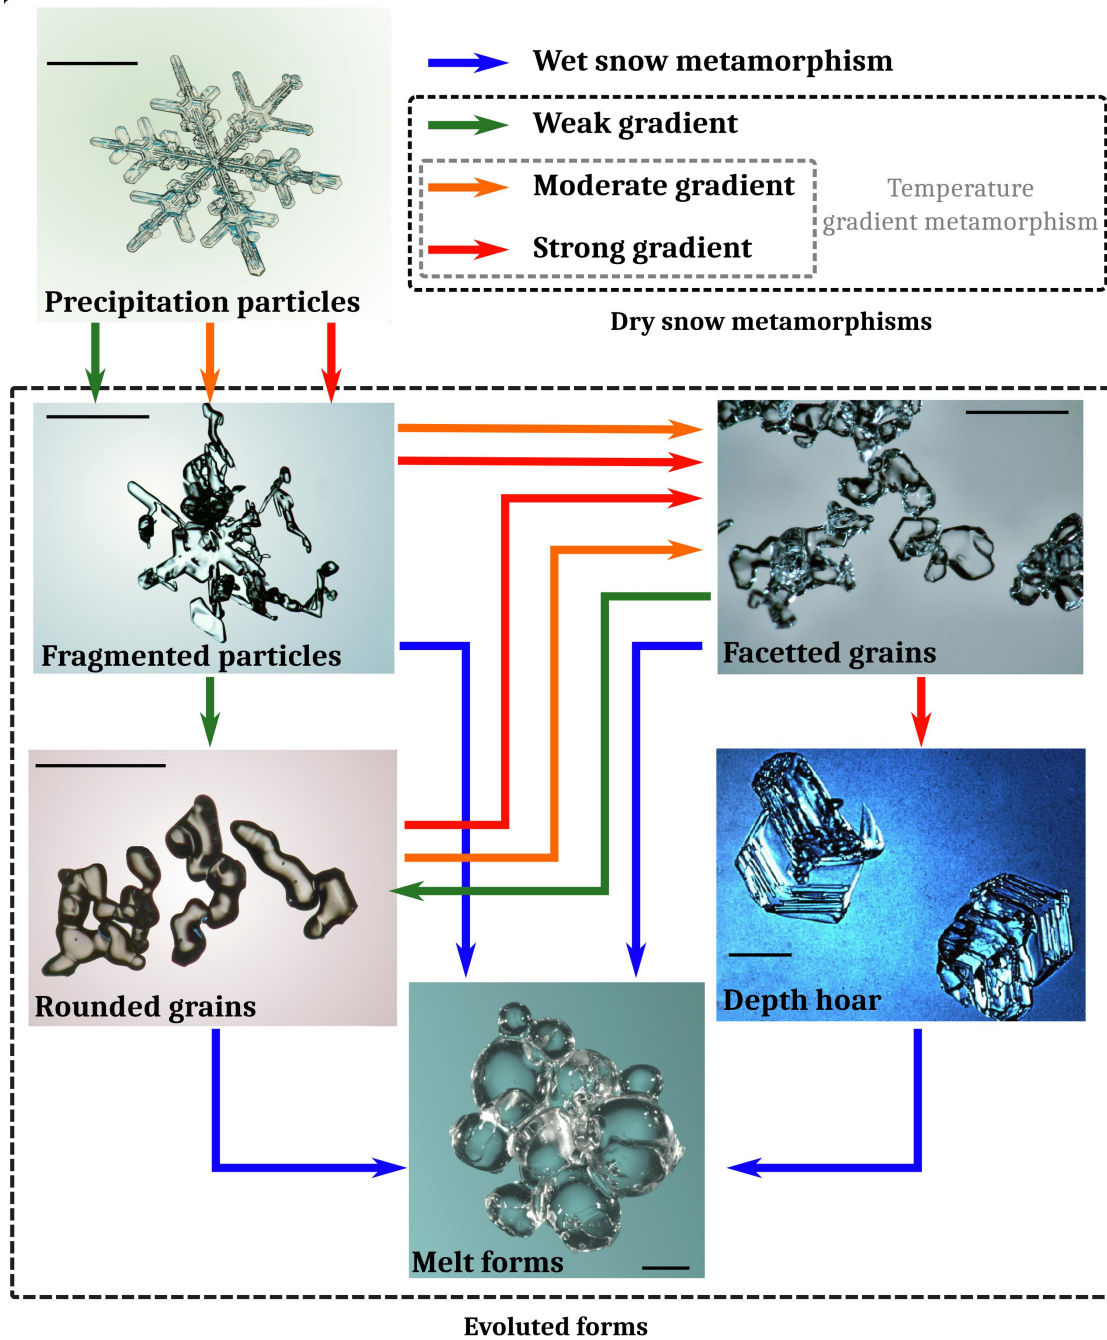 Wet snow metamorphism
Weak gradient
Moderate gradient
Strong gradient
Temperature
gradient metamorphism
Dry snow metamorphisms
Precipitation particles
Fragmented particles
Facetted grains
Rounded grains
Depth hoar
Melt forms
Evoluted forms